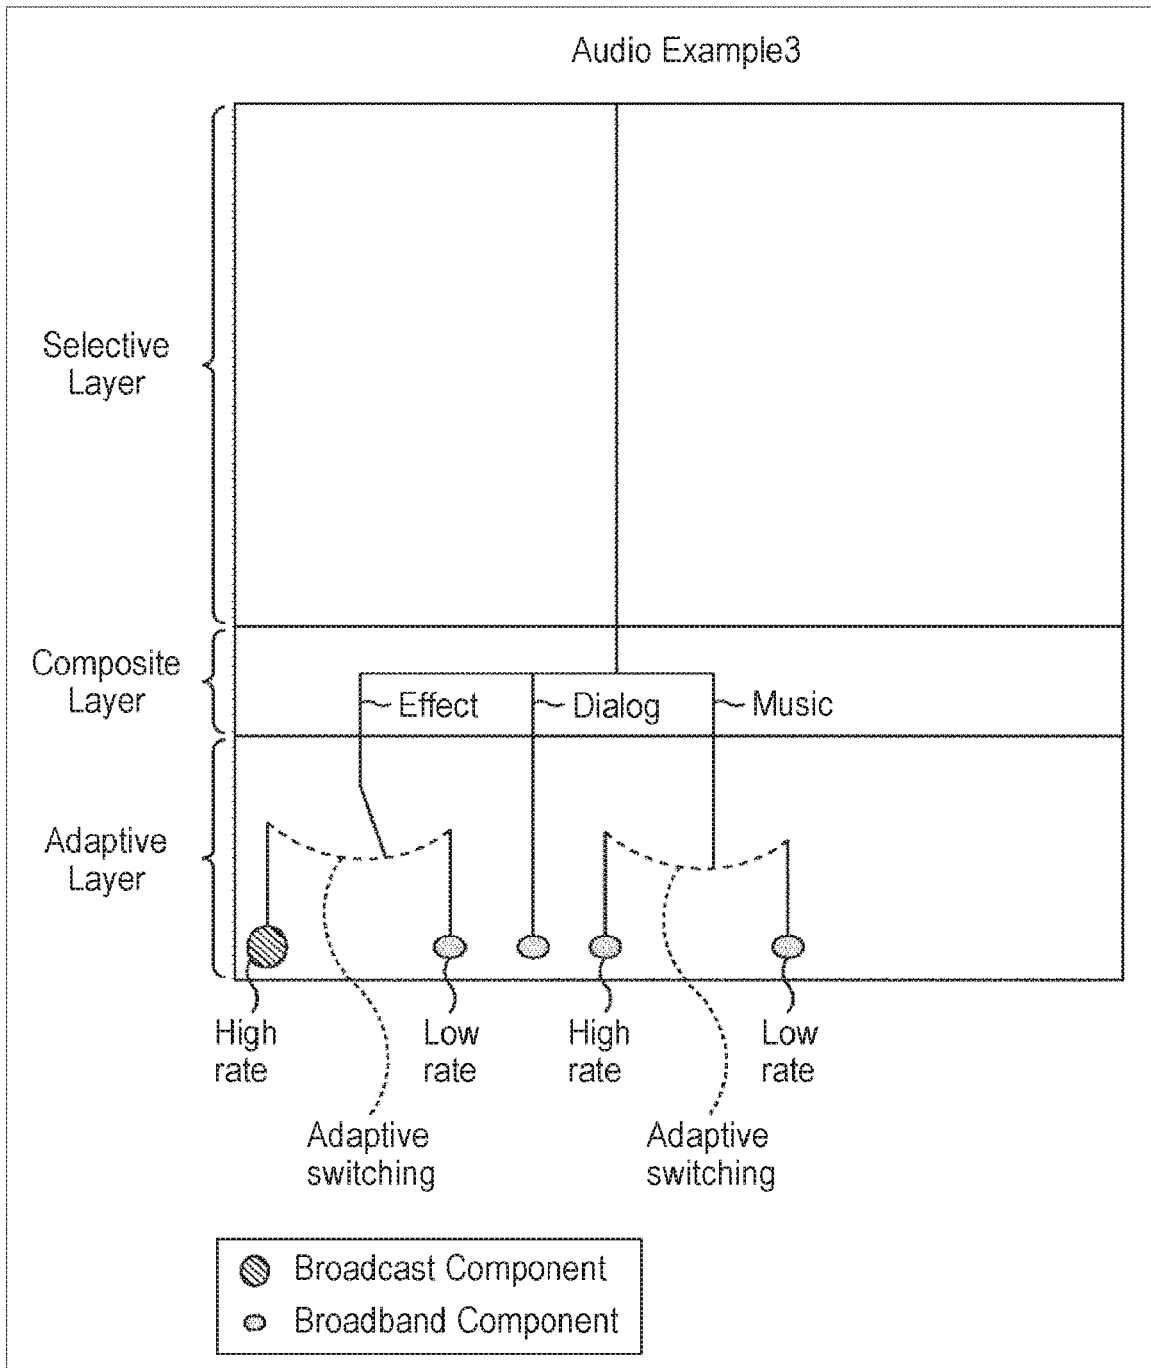 Audio Example3
Selective
Layer
Composite
Layer
Effect
Dialog
Music
Adaptive
Layer
High
rate
Low
rate
High
rate
Low
rate
Adaptive
switching
Adaptive
switching
Broadcast Component
Broadband Component